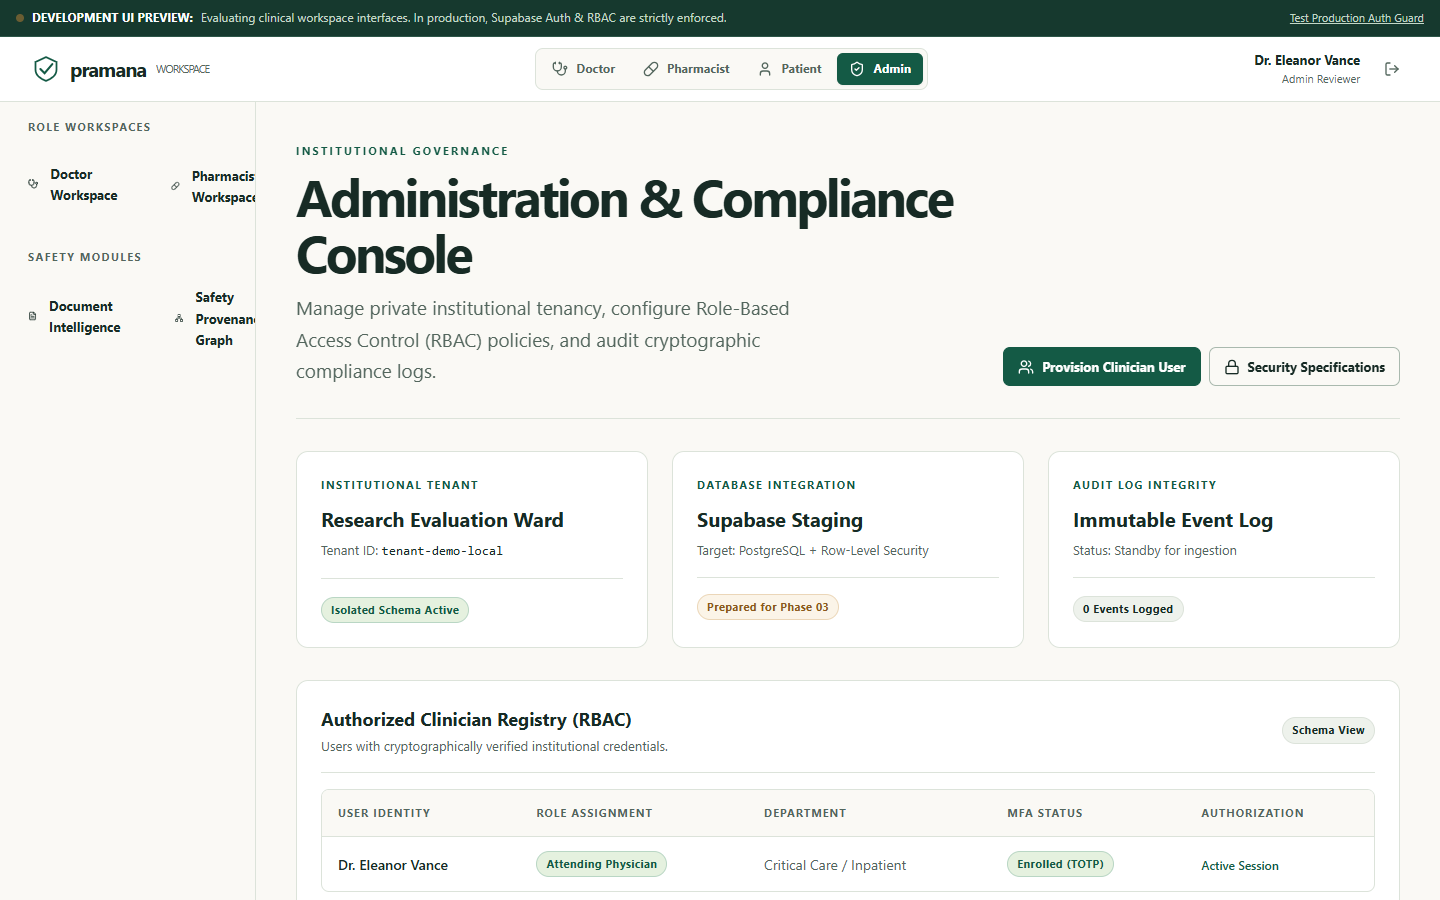 DEVELOPMENT UI PREVIEW: Evaluating clinical workspace interfaces. In production, Supabase Auth & RBAC are strictly enforced.
Test Production Auth Guard
pramana WORKSPACE
Doctor
Pharmacist
Patient
Admin
Dr. Eleanor Vance
Admin Reviewer
ROLE WORKSPACES
Doctor
Workspace
Pharmacis
Workspace
SAFETY MODULES
Document
Intelligence
Safety
Provenan
Graph
INSTITUTIONAL GOVERNANCE
Administration & Compliance
Console
Manage private institutional tenancy, configure Role-Based
Access Control (RBAC) policies, and audit cryptographic
compliance logs.
Provision Clinician User
Security Specifications
INSTITUTIONAL TENANT
Research Evaluation Ward
Tenant ID: tenant-demo-local
Isolated Schema Active
DATABASE INTEGRATION
Supabase Staging
Target: PostgreSQL + Row-Level Security
Prepared for Phase 03
AUDIT LOG INTEGRITY
Immutable Event Log
Status: Standby for ingestion
0 Events Logged
Authorized Clinician Registry (RBAC)
Users with cryptographically verified institutional credentials.
Schema View
USER IDENTITY ROLE ASSIGNMENT DEPARTMENT MFA STATUS AUTHORIZATION
Dr. Eleanor Vance Attending Physician Critical Care / Inpatient Enrolled (TOTP) Active Session